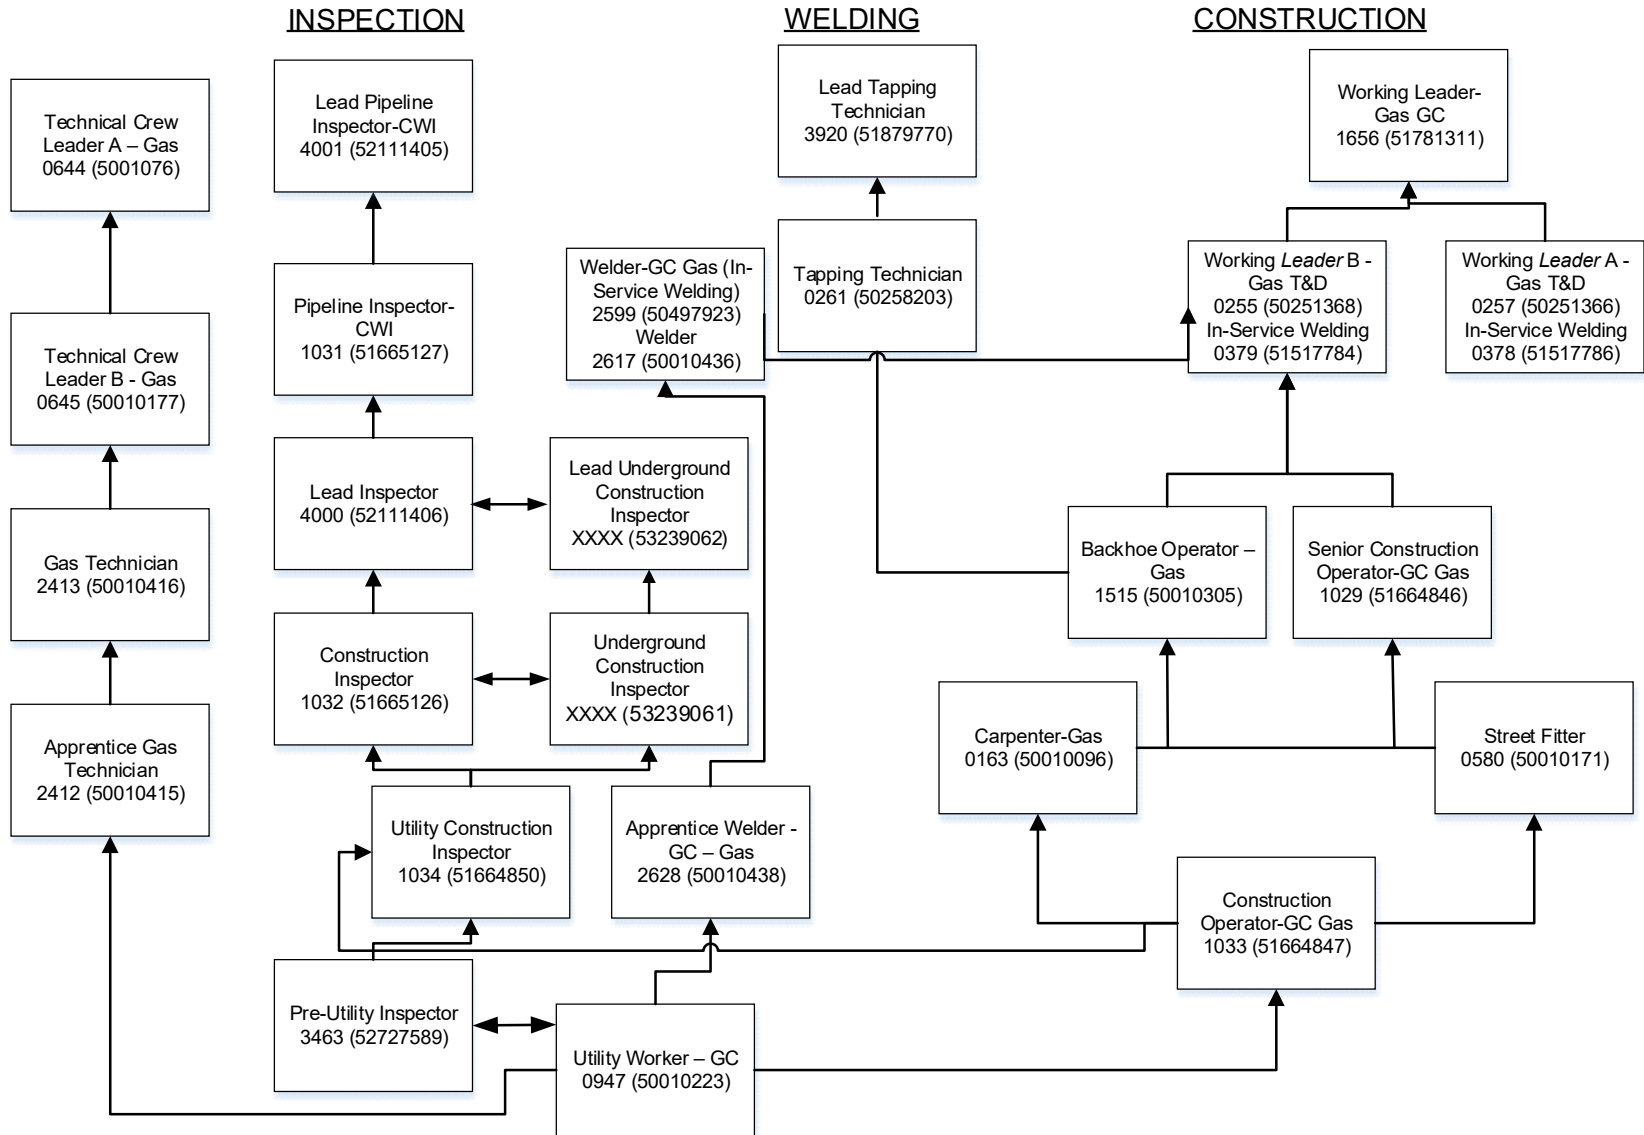 INSPECTION
WELDING
CONSTRUCTION
Technical Crew
Leader A – Gas
0644 (5001076)
Lead Pipeline
Inspector-CWI
4001 (52111405)
Lead Tapping
Technician
3920 (51879770)
Working Leader-
Gas GC
1656 (51781311)
Technical Crew
Leader B - Gas
0645 (50010177)
Pipeline Inspector-
CWI
1031 (51665127)
Welder-GC Gas (In-
Service Welding)
2599 (50497923)
Welder
2617 (50010436)
Tapping Technician
0261 (50258203)
Working Leader B -
Gas T&D
0255 (50251368)
In-Service Welding
0379 (51517784)
Working Leader A -
Gas T&D
0257 (50251366)
In-Service Welding
0378 (51517786)
Gas Technician
2413 (50010416)
Lead Inspector
4000 (52111406)
Lead Underground
Construction
Inspector
XXXX (53239062)
Backhoe Operator –
Gas
1515 (50010305)
Senior Construction
Operator-GC Gas
1029 (51664846)
Apprentice Gas
Technician
2412 (50010415)
Construction
Inspector
1032 (51665126)
Underground
Construction
Inspector
XXXX (53239061)
Carpenter-Gas
0163 (50010096)
Street Fitter
0580 (50010171)
Utility Construction
Inspector
1034 (51664850)
Apprentice Welder -
GC – Gas
2628 (50010438)
Construction
Operator-GC Gas
1033 (51664847)
Pre-Utility Inspector
3463 (52727589)
Utility Worker – GC
0947 (50010223)